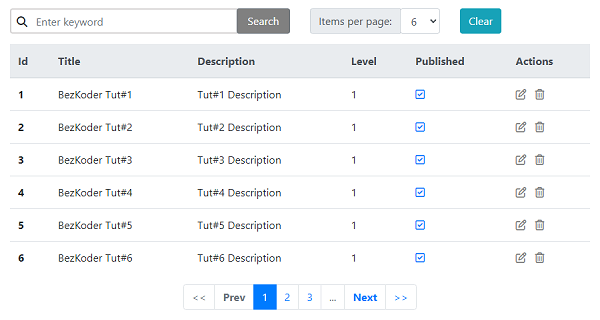 Enter keyword Search Items per page: 6 Clear
Id Title Description Level Published Actions
1 BezKoder Tut#1 Tut#1 Description 1
2 BezKoder Tut#2 Tut#2 Description 1
3 BezKoder Tut#3 Tut#3 Description 1
4 BezKoder Tut#4 Tut#4 Description 1
5 BezKoder Tut#5 Tut#5 Description 1
6 BezKoder Tut#6 Tut#6 Description 1
<< Prev 1 2 3 ... Next >>